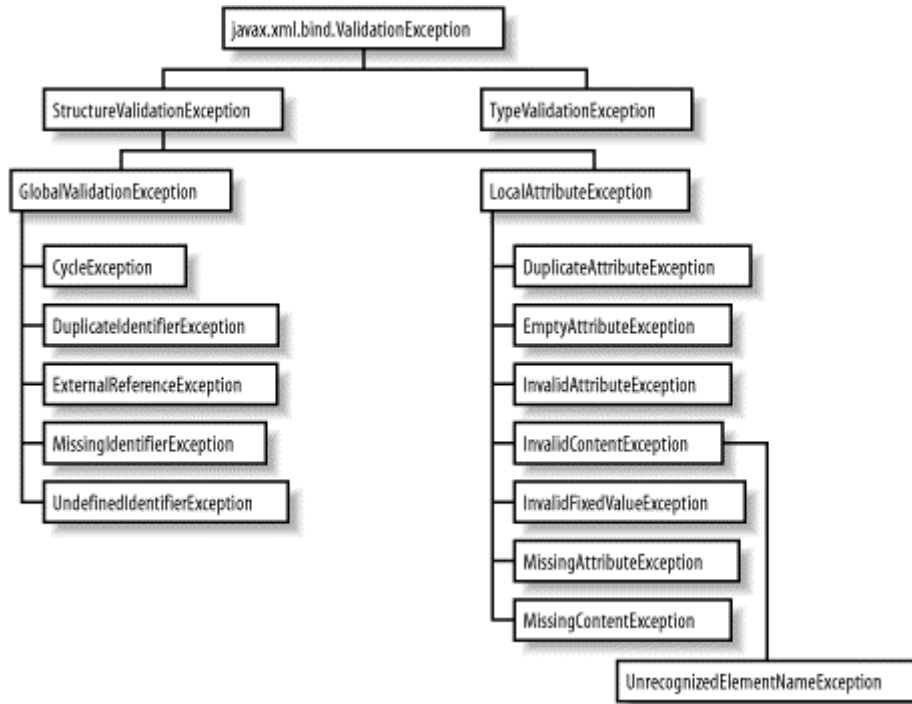 javax.xml.bind.ValidationException
StructureValidationException
TypeValidationException
GlobalValidationException
LocalAttributeException
CycleException
DuplicateIdentifierException
ExternalReferenceException
MissingIdentifierException
UndefinedIdentifierException
DuplicateAttributeException
EmptyAttributeException
InvalidAttributeException
InvalidContentException
InvalidFixedValueException
MissingAttributeException
MissingContentException
UnrecognizedElementNameException